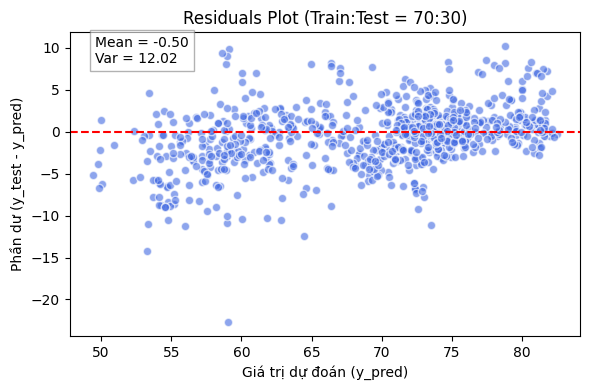 Residuals Plot (Train:Test = 70:30)
Mean = -0.50
Var = 12.02
10
5
0
−5
−10
−15
−20
Phần dư (y_test - y_pred)
50
55
60
65
70
75
80
Giá trị dự đoán (y_pred)